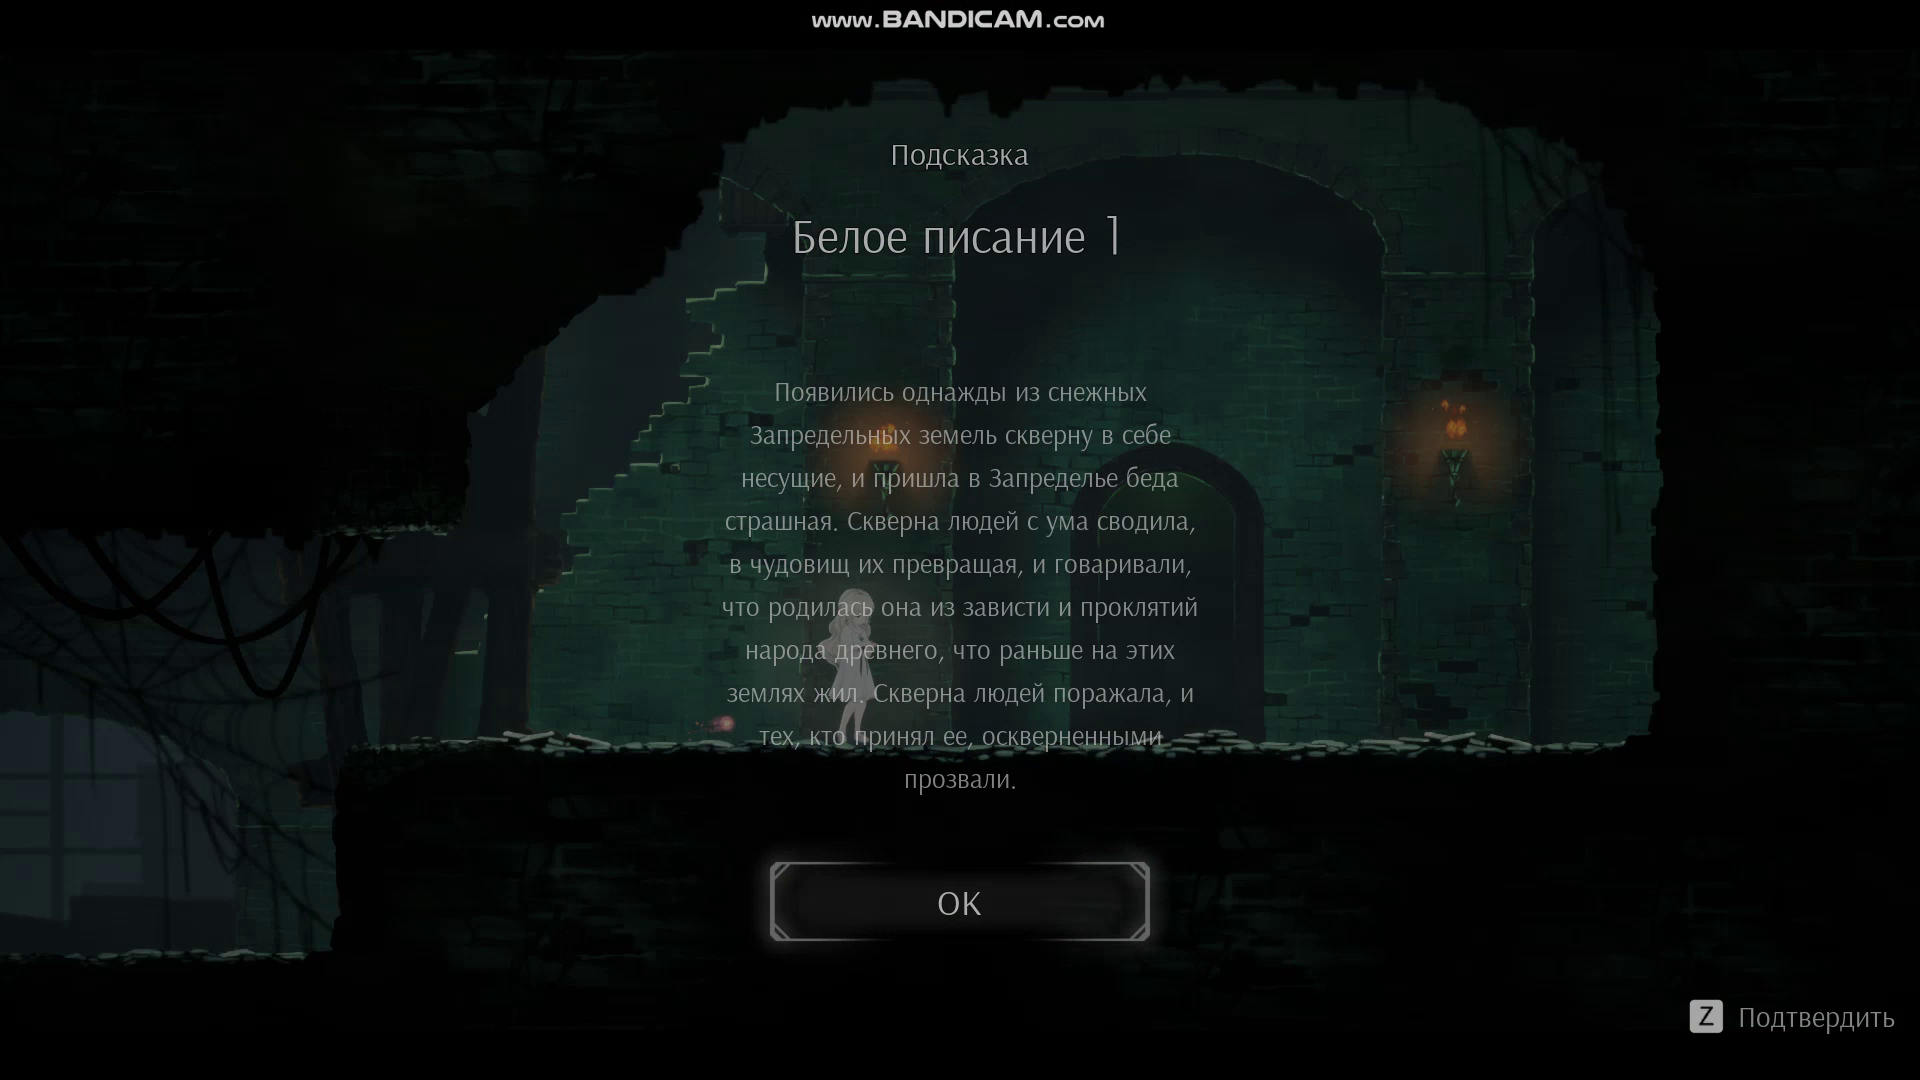 www.BANDICAM.com
Подсказка
Белое писание 1
Появились однажды из снежных
Запредельных земель скверну в себе
несущие, и пришла в Запределье беда
страшная. Скверна людей с ума сводила,
в чудовищ их превращая, и говаривали,
что родилась она из зависти и проклятий
народа древнего, что раньше на этих
землях жил. Скверна людей поражала, и
тех, кто принял ее, оскверненными
прозвали.
ОК
Z Подтвердить